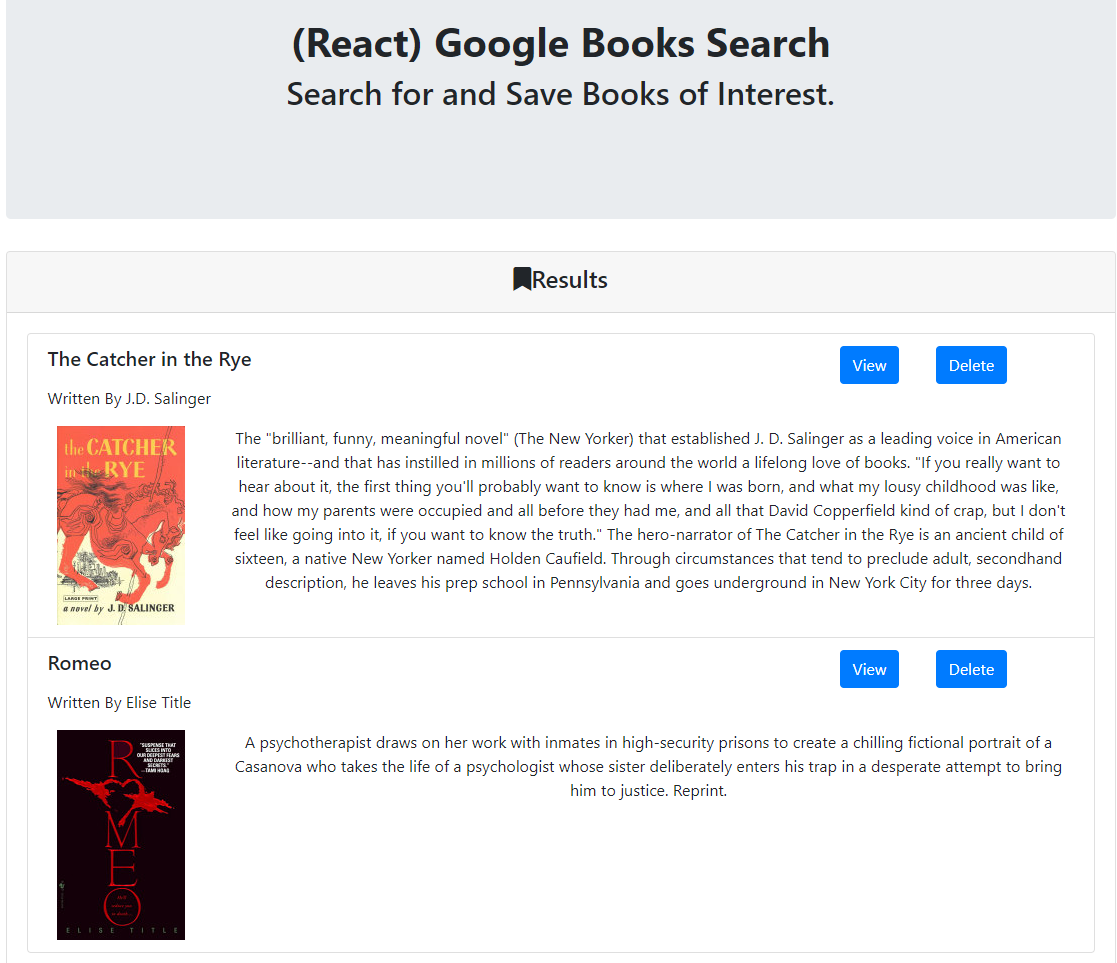 (React) Google Books Search
Search for and Save Books of Interest.
Results
The Catcher in the Rye
View
Delete
Written By J.D. Salinger
the CATCHER
in the RYE
LARGE PRINT
a novel by J. D. SALINGER
The "brilliant, funny, meaningful novel" (The New Yorker) that established J. D. Salinger as a leading voice in American
literature--and that has instilled in millions of readers around the world a lifelong love of books. "If you really want to
hear about it, the first thing you'll probably want to know is where I was born, and what my lousy childhood was like,
and how my parents were occupied and all before they had me, and all that David Copperfield kind of crap, but I don't
feel like going into it, if you want to know the truth." The hero-narrator of The Catcher in the Rye is an ancient child of
sixteen, a native New Yorker named Holden Caufield. Through circumstances that tend to preclude adult, secondhand
description, he leaves his prep school in Pennsylvania and goes underground in New York City for three days.
Romeo
View
Delete
Written By Elise Title
"SUSPENSE THAT
SLICES INTO
OUR DEEPEST FEARS
AND DARKEST
SECRETS."
—TAMI HOAG
ROMEO
ELISE TITLE
A psychotherapist draws on her work with inmates in high-security prisons to create a chilling fictional portrait of a
Casanova who takes the life of a psychologist whose sister deliberately enters his trap in a desperate attempt to bring
him to justice. Reprint.